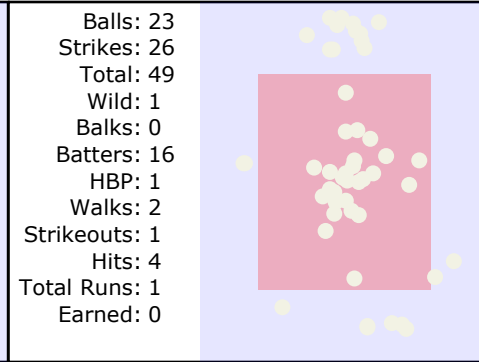 Balls: 23
Strikes: 26
Total: 49
Wild: 1
Balks: 0
Batters: 16
HBP: 1
Walks: 2
Strikeouts: 1
Hits: 4
Total Runs: 1
Earned: 0